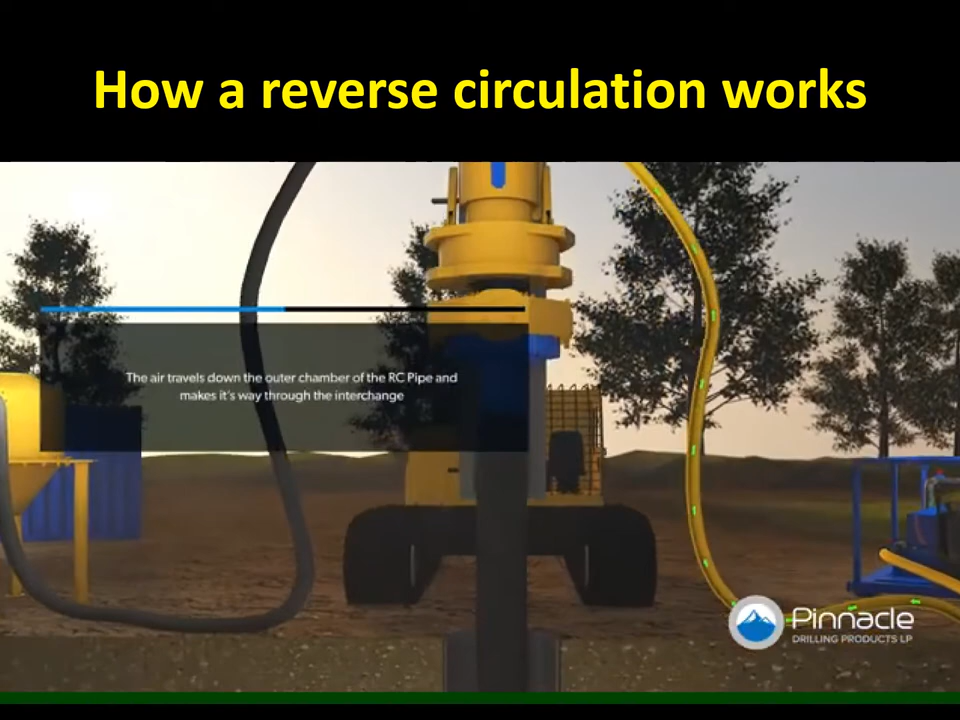 How a reverse circulation works
The air travels down the outer chamber of the RC Pipe and
makes it's way through the interchange
Pinnacle
DRILLING PRODUCTS LP